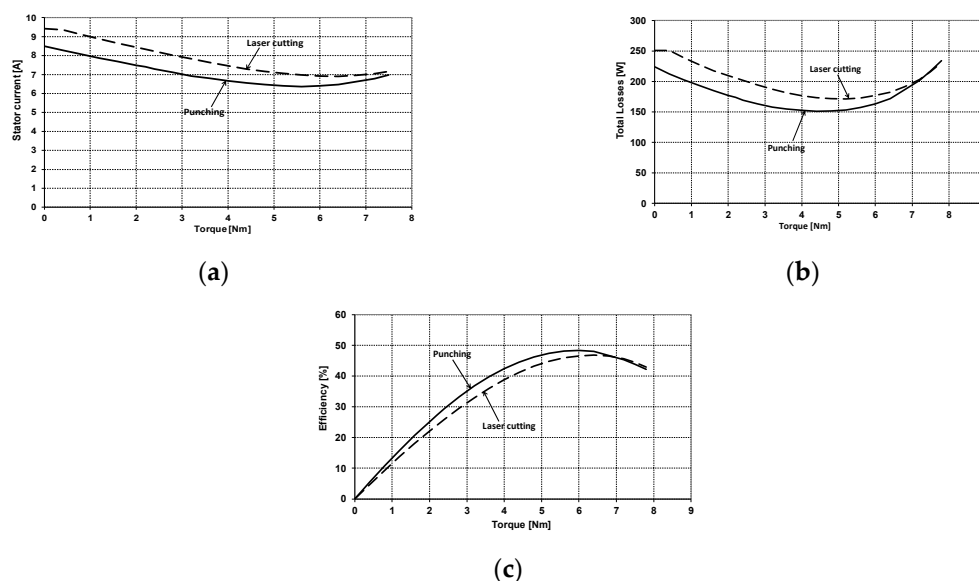 10
9
8
7
6
5
4
3
2
1
0
Stator current [A]
Laser cutting
Punching
0 1 2 3 4 5 6 7 8
Torque [Nm]
(a)
300
250
200
150
100
50
0
Total Losses [W]
Laser cutting
Punching
0 1 2 3 4 5 6 7 8 9
Torque [Nm]
(b)
60
50
40
30
20
10
0
Efficiency [%]
Punching
Laser cutting
0 1 2 3 4 5 6 7 8 9
Torque [Nm]
(c)